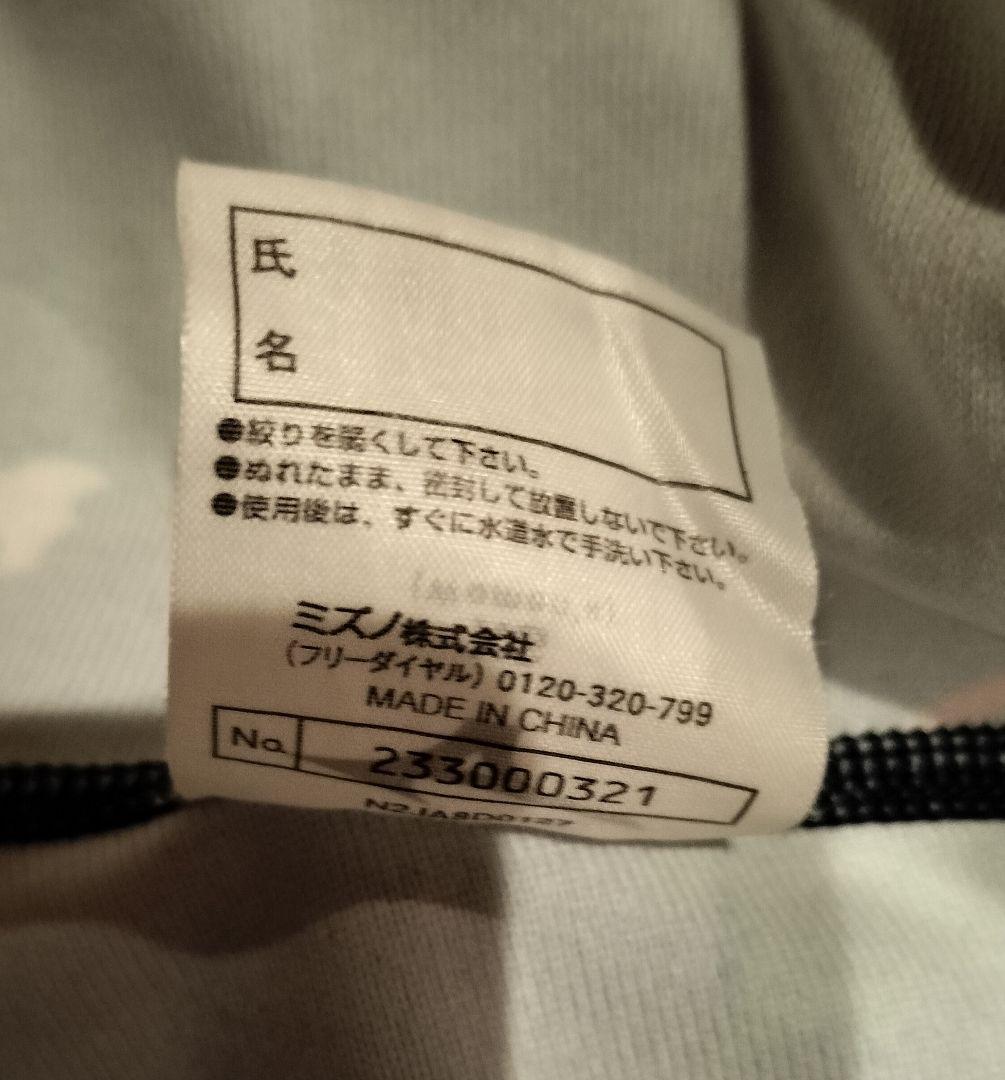 氏
名
●絞りを弱くして下さい。
●ぬれたまま、密封して放置しないで下さい。
●使用後は、すぐに水道水で手洗い下さい。
ミズノ株式会社
(フリーダイヤル) 0120-320-799
MADE IN CHINA
No. 233000321
N2JA8D0127